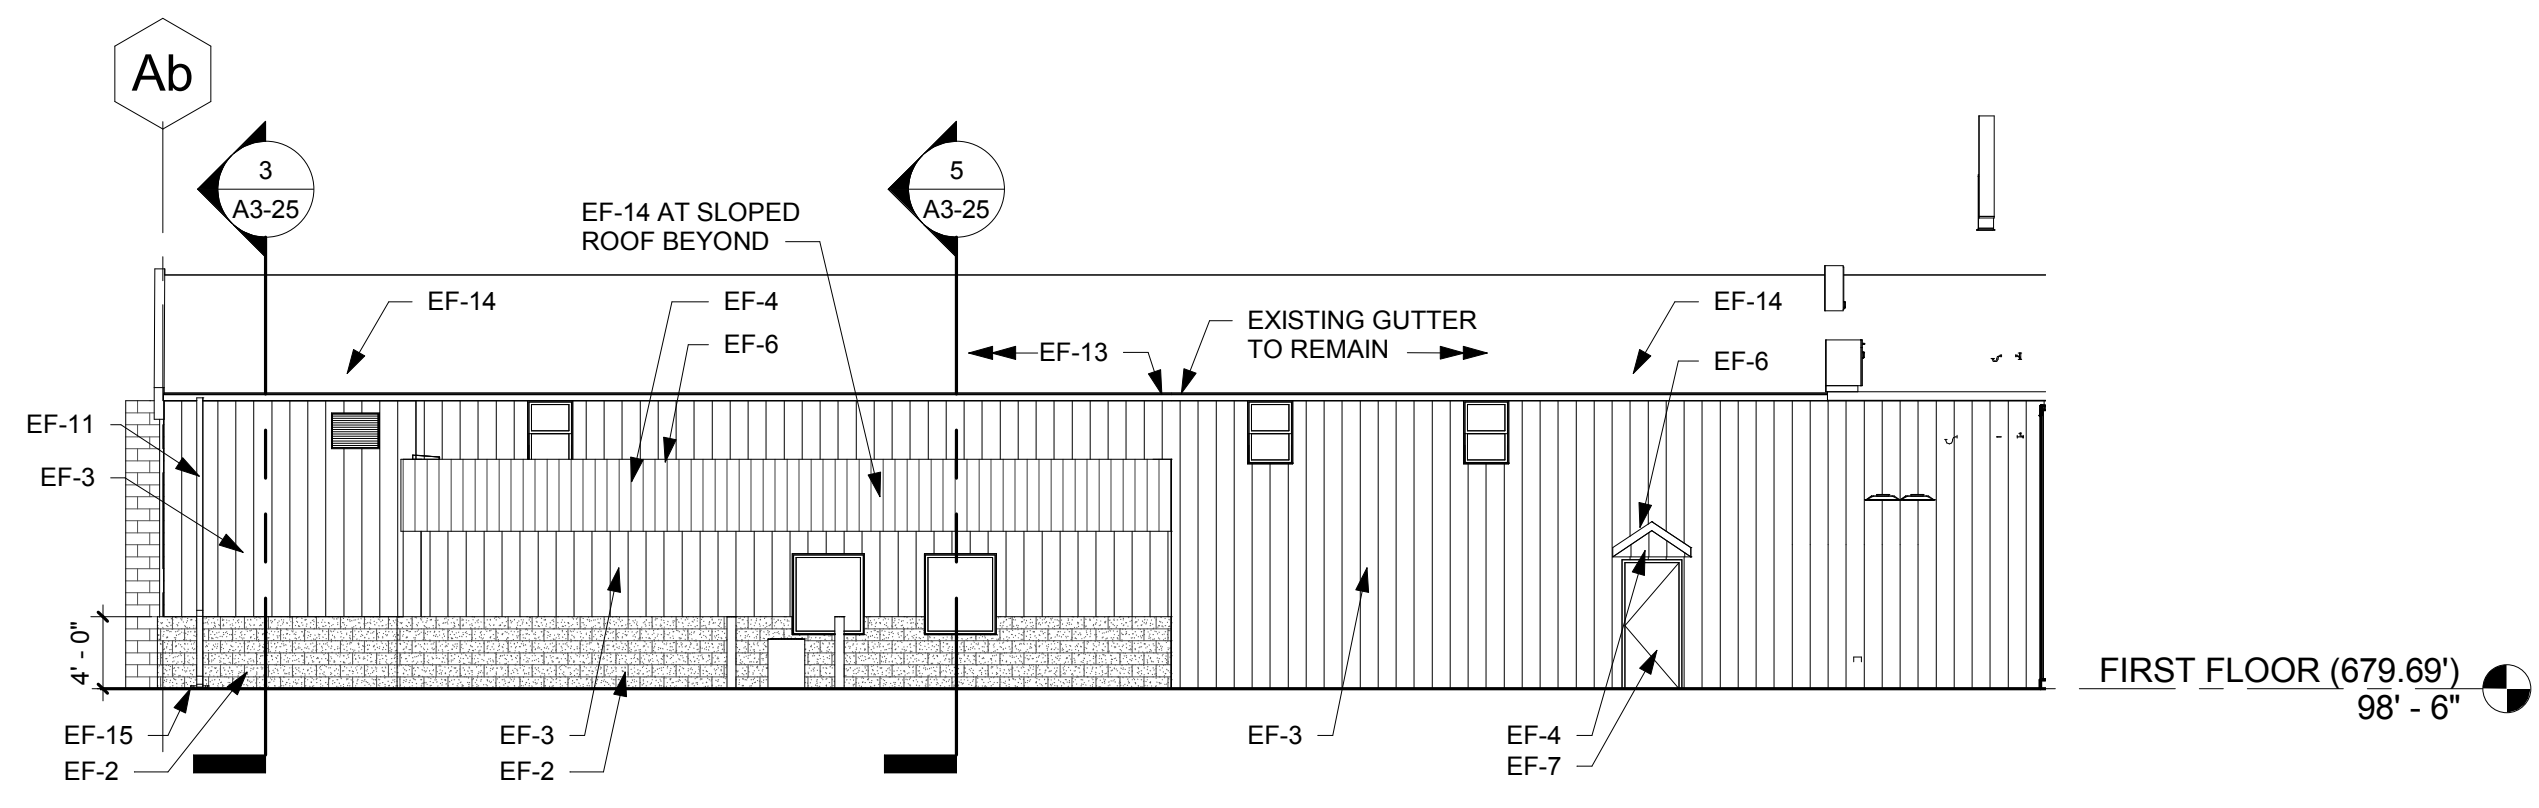 Ab
3
A3-25
5
A3-25
EF-14 AT SLOPED
ROOF BEYOND
EF-14
EF-4
EF-6
EXISTING GUTTER
TO REMAIN
EF-13
EF-14
EF-6
EF-11
EF-3
4' - 0"
FIRST FLOOR (679.69')
98' - 6"
EF-15
EF-2
EF-3
EF-2
EF-3
EF-4
EF-7